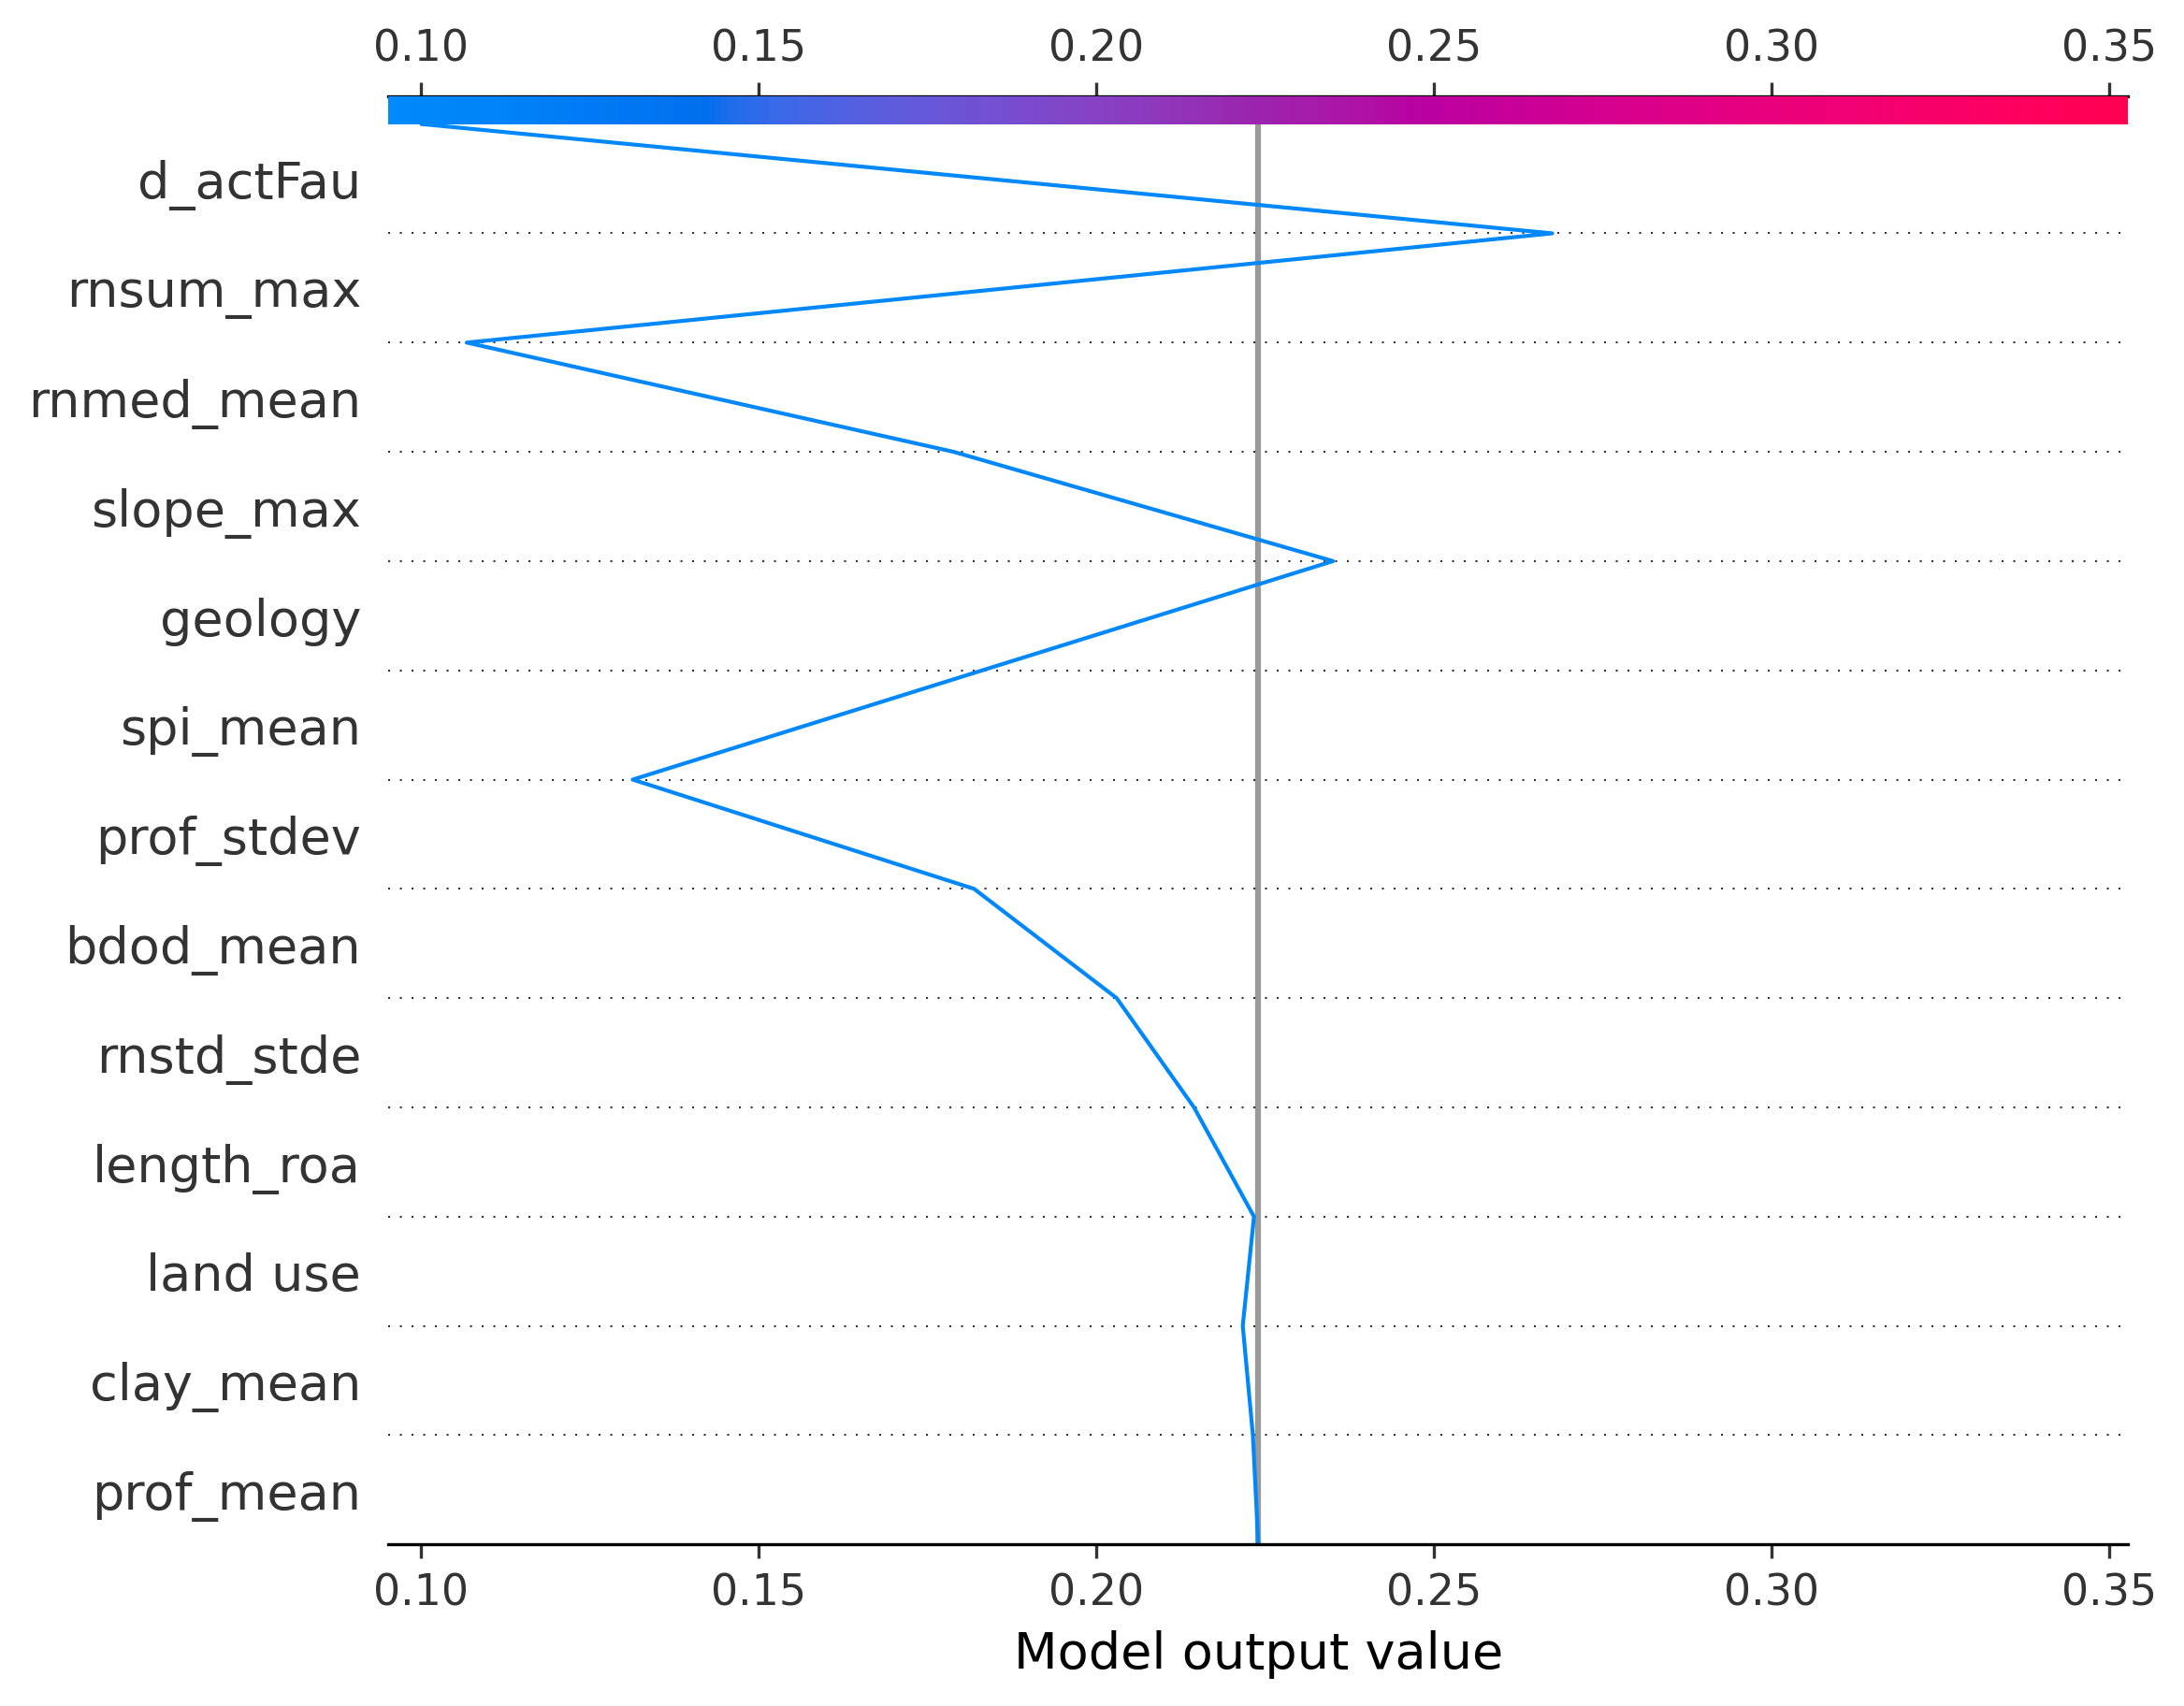 0.10 0.15 0.20 0.25 0.30 0.35
d_actFau
rnsum_max
rnmed_mean
slope_max
geology
spi_mean
prof_stdev
bdod_mean
rnstd_stde
length_roa
land use
clay_mean
prof_mean
0.10 0.15 0.20 0.25 0.30 0.35
Model output value